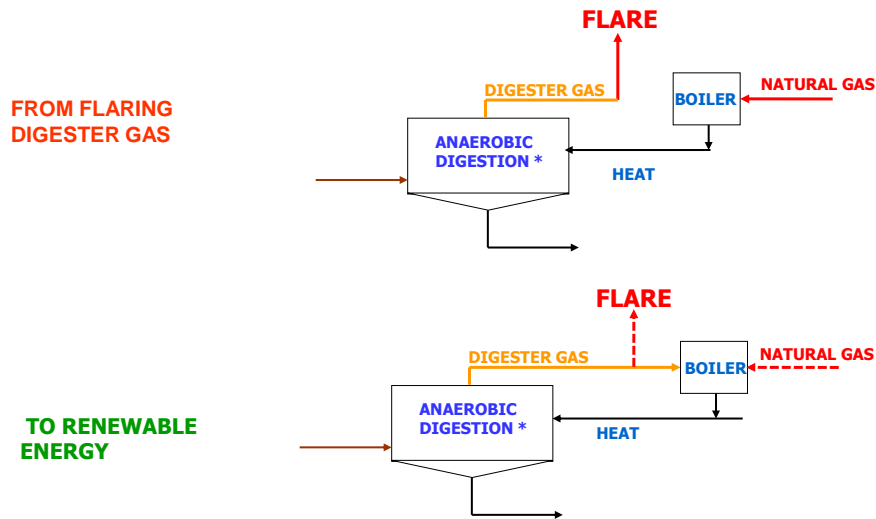 FLARE
DIGESTER GAS
NATURAL GAS
BOILER
FROM FLARING
DIGESTER GAS
ANAEROBIC
DIGESTION *
HEAT
FLARE
DIGESTER GAS
NATURAL GAS
BOILER
ANAEROBIC
DIGESTION *
TO RENEWABLE
ENERGY
HEAT